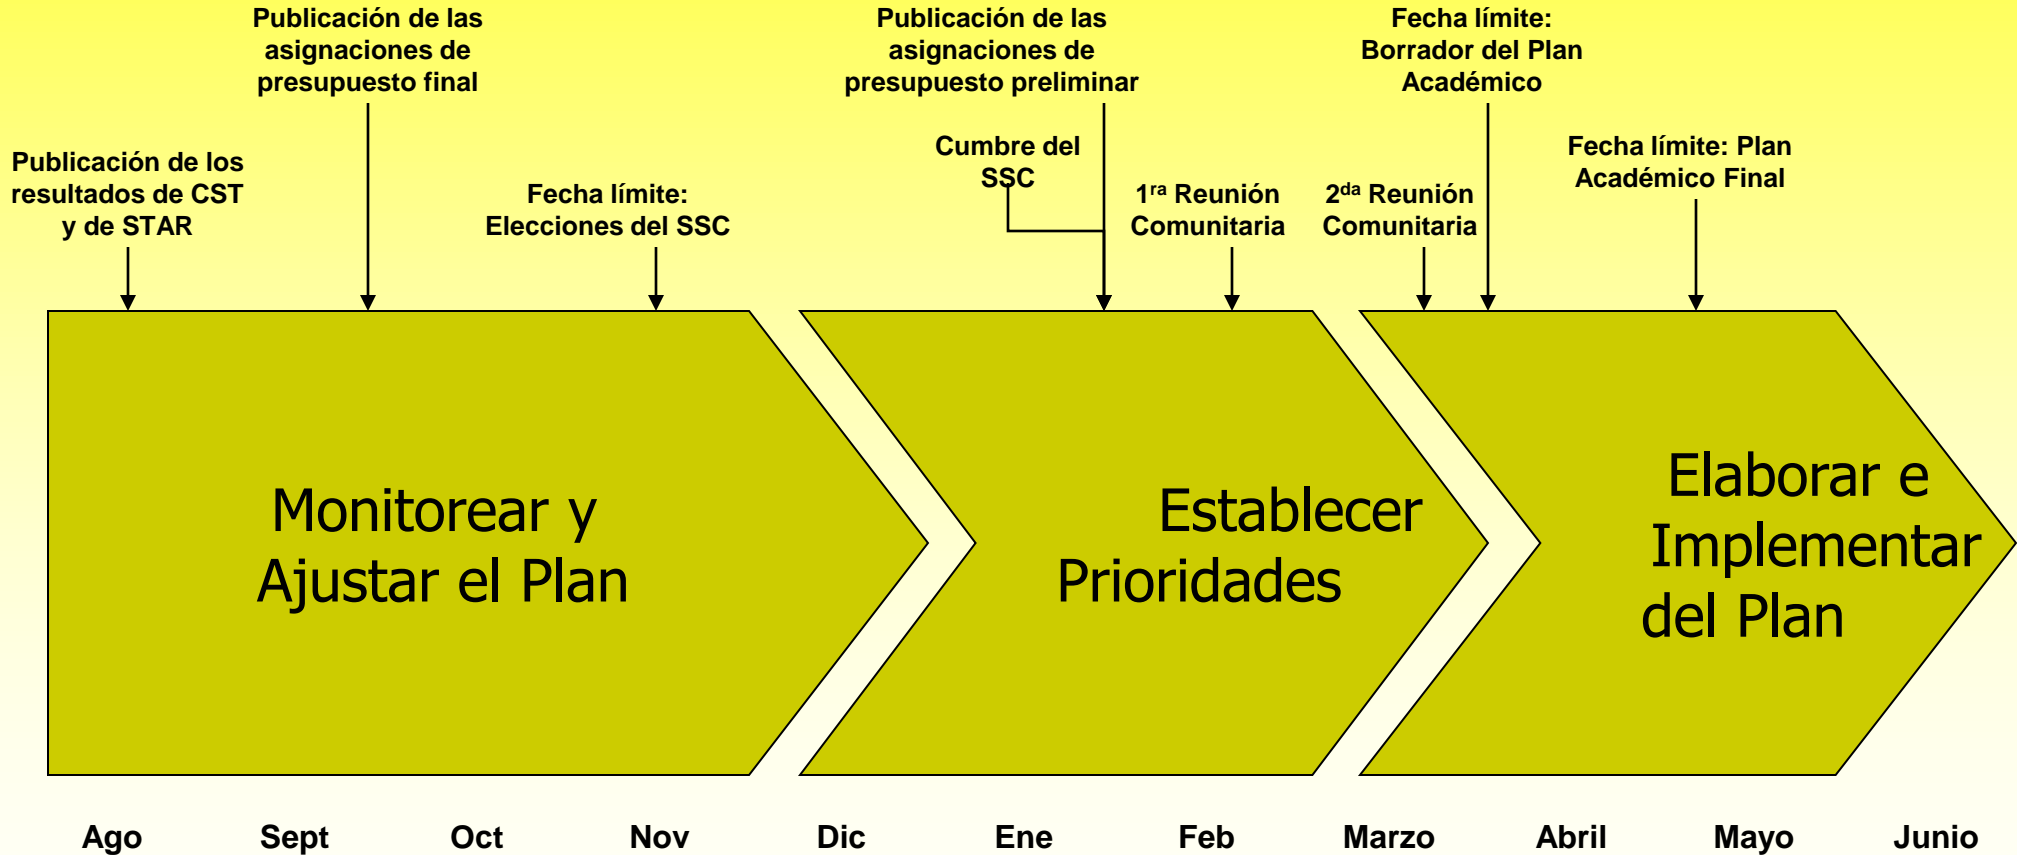 Publicación de las
asignaciones de
presupuesto final
Publicación de las
asignaciones de
presupuesto preliminar
Fecha límite:
Borrador del Plan
Académico
Publicación de los
resultados de CST
y de STAR
Fecha límite:
Elecciones del SSC
Cumbre del
SSC
1ra Reunión
Comunitaria
2da Reunión
Comunitaria
Fecha límite: Plan
Académico Final
Monitorear y
Ajustar el Plan
Establecer
Prioridades
Elaborar e
Implementar
del Plan
Ago Sept Oct Nov Dic Ene Feb Marzo Abril Mayo Junio